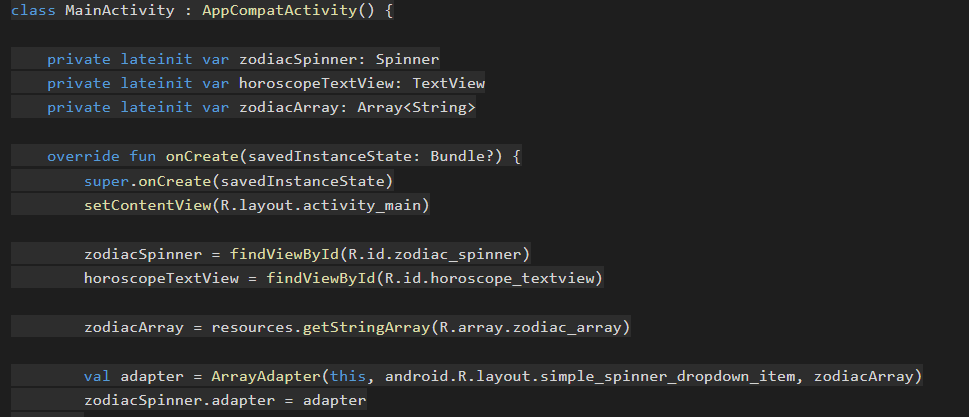 class MainActivity : AppCompatActivity() {
private lateinit var zodiacSpinner: Spinner
private lateinit var horoscopeTextView: TextView
private lateinit var zodiacArray: Array<String>
override fun onCreate(savedInstanceState: Bundle?) {
super.onCreate(savedInstanceState)
setContentView(R.layout.activity_main)
zodiacSpinner = findViewById(R.id.zodiac_spinner)
horoscopeTextView = findViewById(R.id.horoscope_textview)
zodiacArray = resources.getStringArray(R.array.zodiac_array)
val adapter = ArrayAdapter(this, android.R.layout.simple_spinner_dropdown_item, zodiacArray)
zodiacSpinner.adapter = adapter